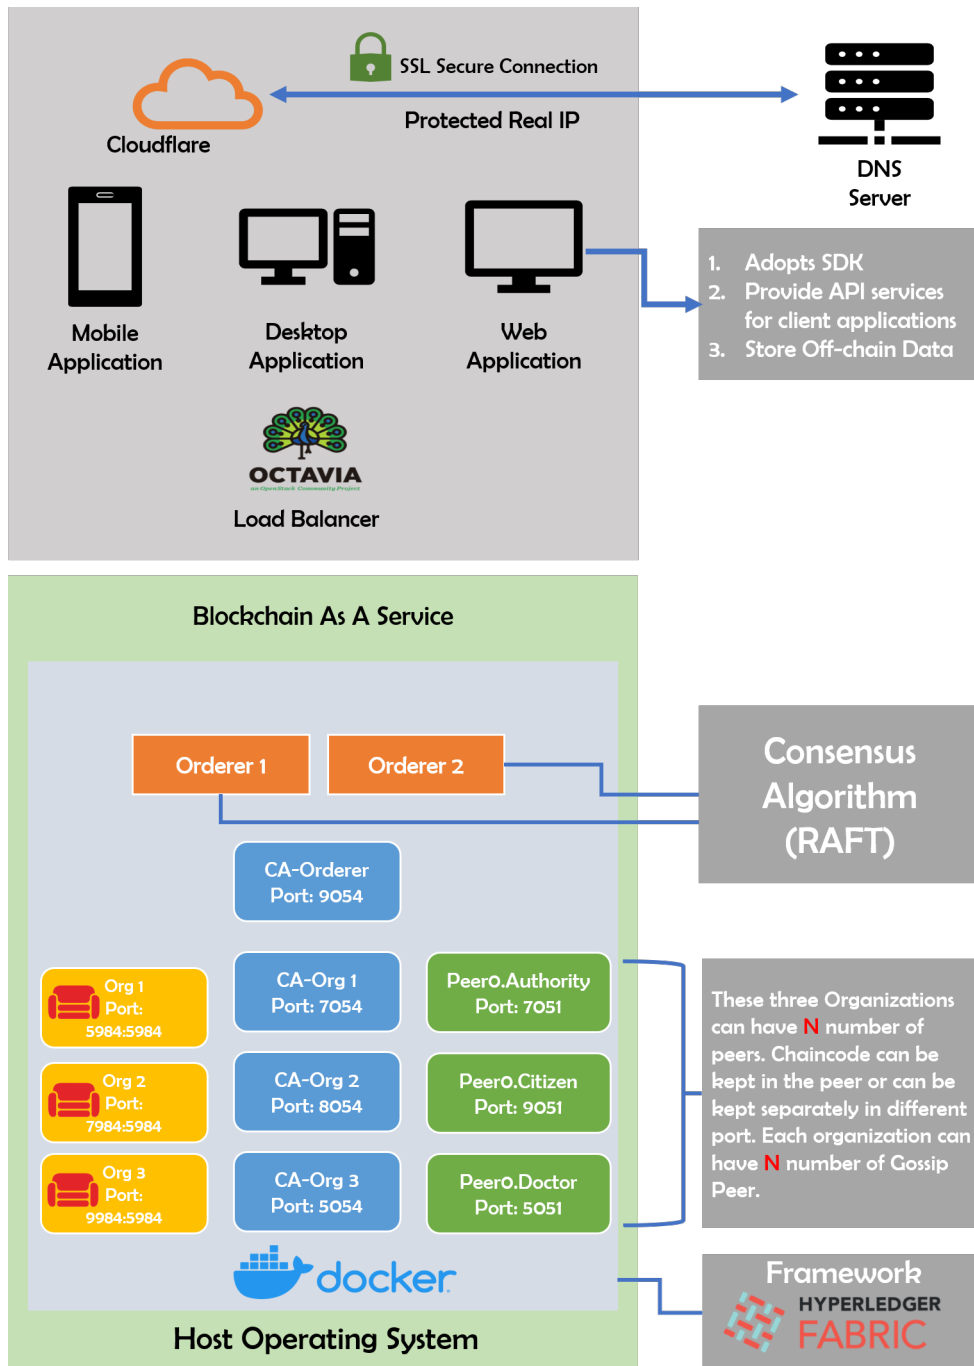 SSL Secure Connection
Protected Real IP
Cloudflare
DNS
Server
Mobile
Application
Desktop
Application
Web
Application
1. Adopts SDK
2. Provide API services
for client applications
3. Store Off-chain Data
OCTAVIA
an OpenStack Community Project
Load Balancer
Blockchain As A Service
Orderer 1
Orderer 2
Consensus
Algorithm
(RAFT)
CA-Orderer
Port: 9054
Org 1
Port:
5984:5984
CA-Org 1
Port: 7054
Peer0.Authority
Port: 7051
Org 2
Port:
7984:5984
CA-Org 2
Port: 8054
Peer0.Citizen
Port: 9051
Org 3
Port:
9984:5984
CA-Org 3
Port: 5054
Peer0.Doctor
Port: 5051
These three Organizations
can have N number of
peers. Chaincode can be
kept in the peer or can be
kept separately in different
port. Each organization can
have N number of Gossip
Peer.
docker
Host Operating System
Framework
HYPERLEDGER
FABRIC